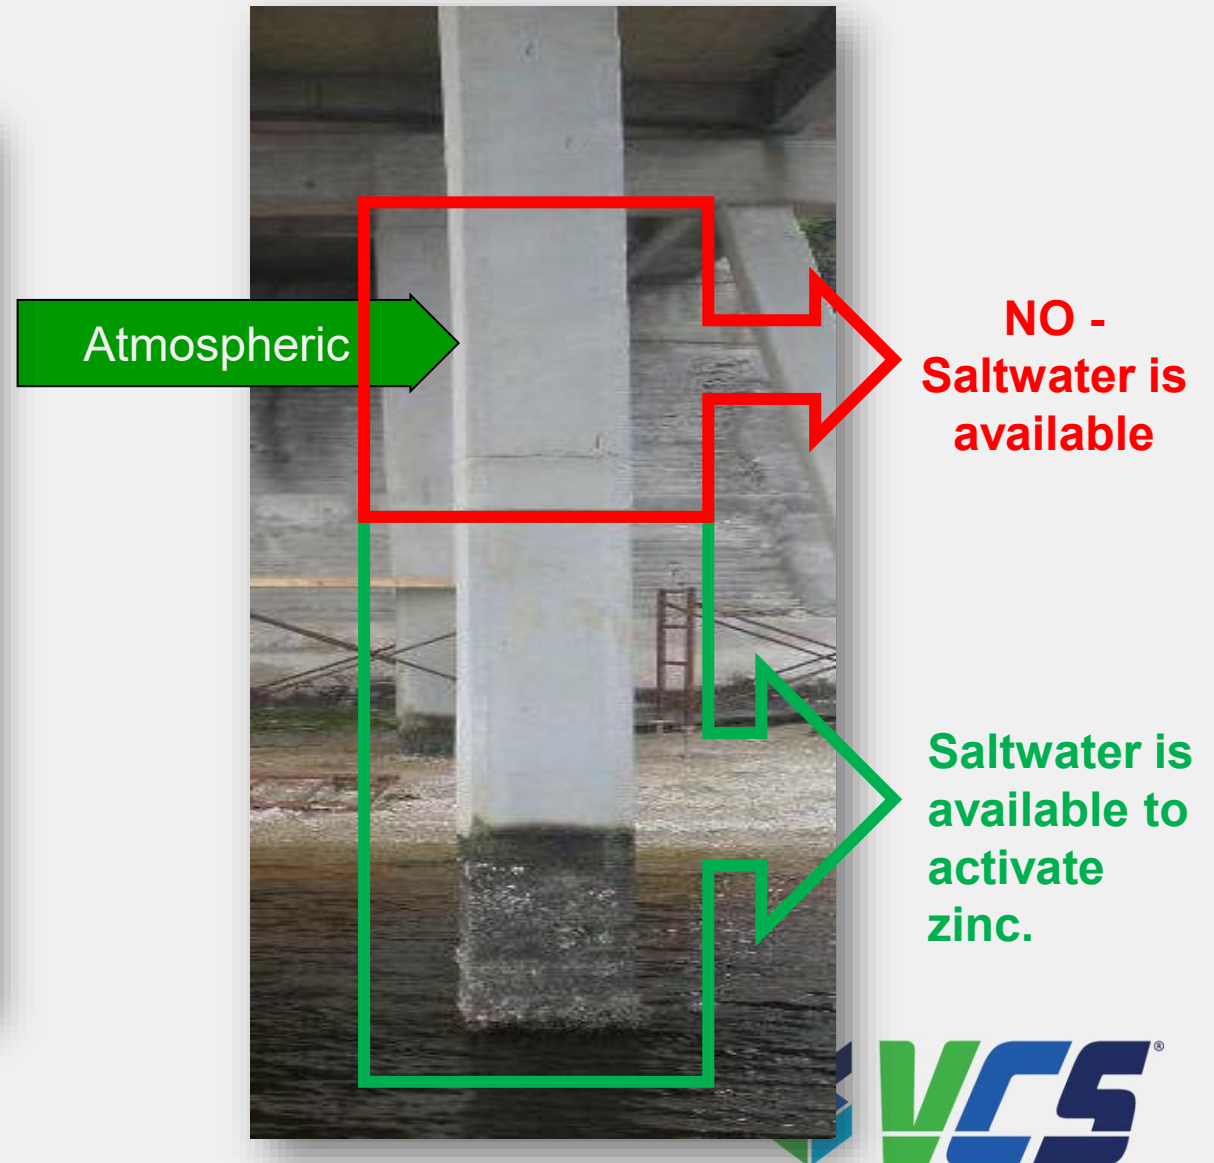 Atmospheric
NO -
Saltwater is
available
Saltwater is
available to
activate
zinc.
VCS®